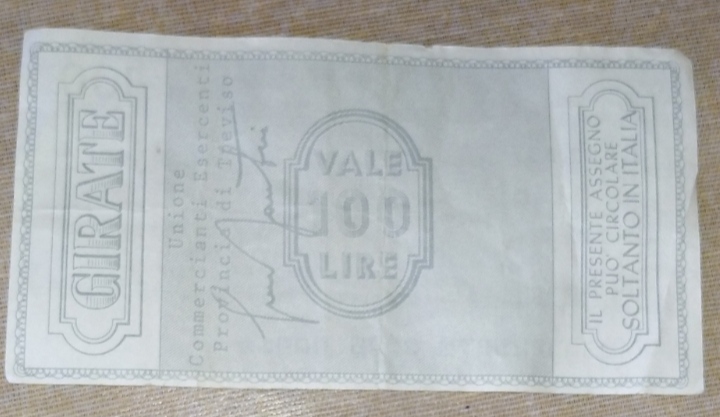 GIRATE
Unione
Commercianti Esercenti
Provincia di Treviso
VALE
100
LIRE
IL PRESENTE ASSEGNO
PUO' CIRCOLARE
SOLTANTO IN ITALIA